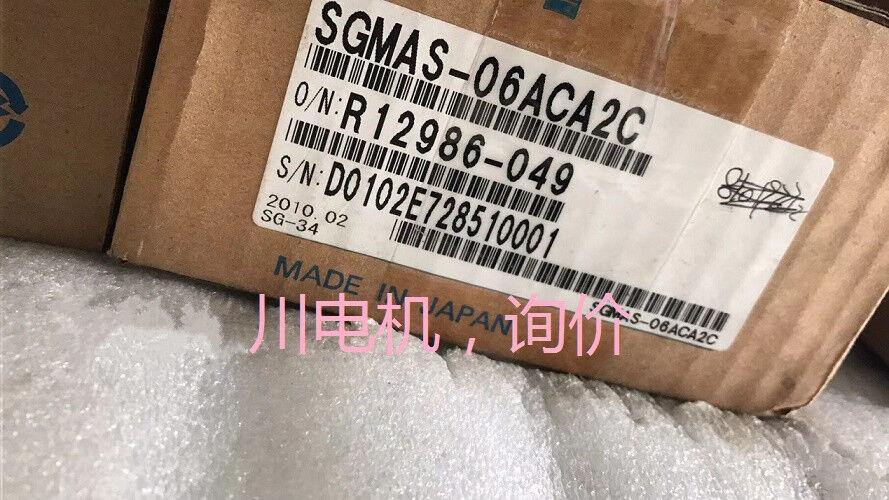 SGMAS-06ACA2C
O/N:R12986-049
S/N:D0102E728510001
2010.02
SG-34
SGMAS-06ACA2C
MADE IN JAPAN
川电机，询价